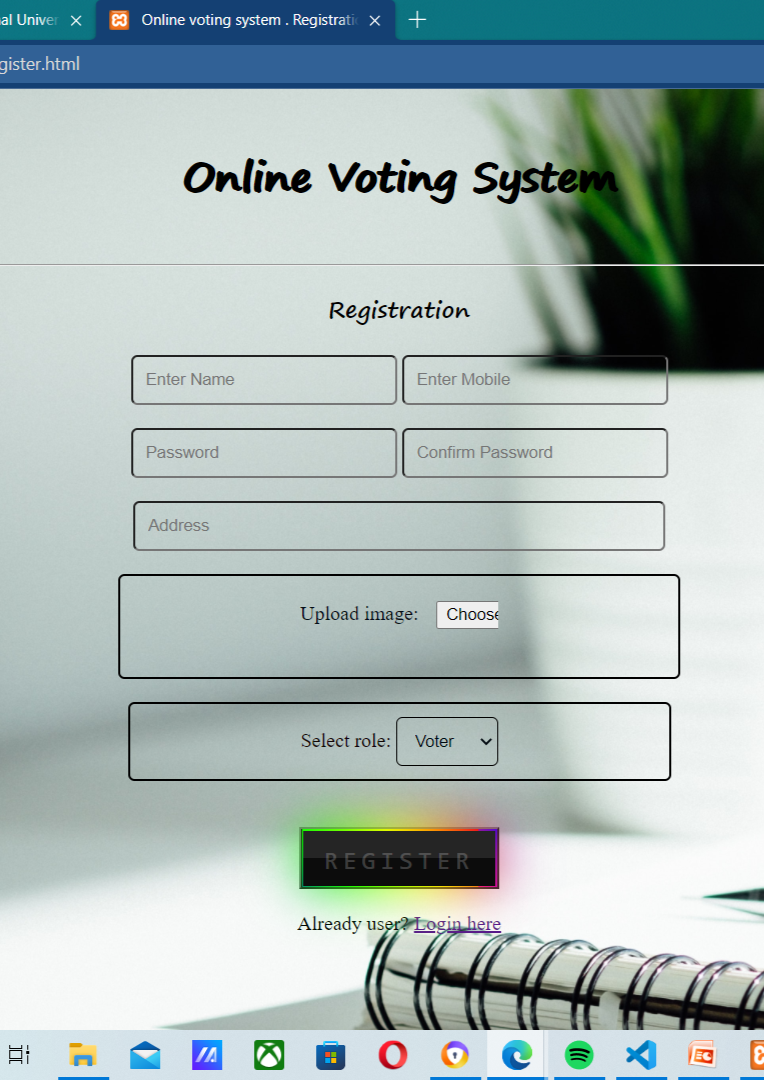 al Univer
Online voting system . Registrati
gister.html
Online Voting System
Registration
Enter Name Enter Mobile
Password Confirm Password
Address
Upload image: Choose
Select role: Voter
REGISTER
Already user? Login here